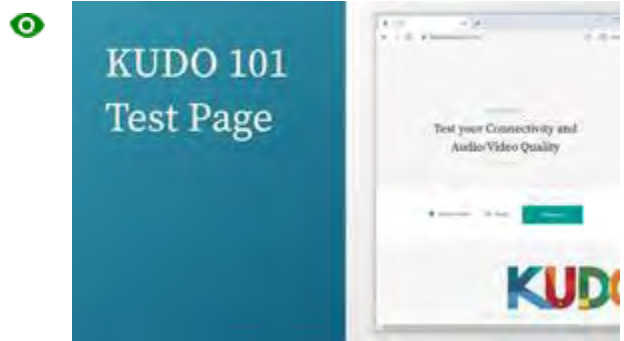 KUDO 101
Test Page
Test your Connectivity and
Audio/Video Quality
KUDO